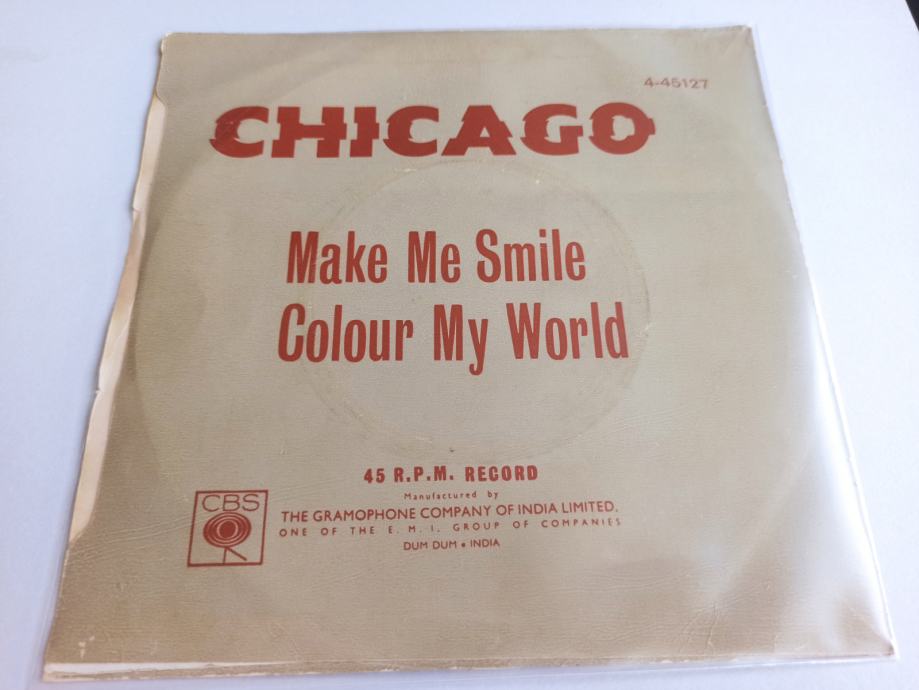 4-45127
CHICAGO
Make Me Smile
Colour My World
45 R.P.M. RECORD
Manufactured by
THE GRAMOPHONE COMPANY OF INDIA LIMITED.
ONE OF THE E. M. I. GROUP OF COMPANIES
DUM DUM • INDIA
CBS